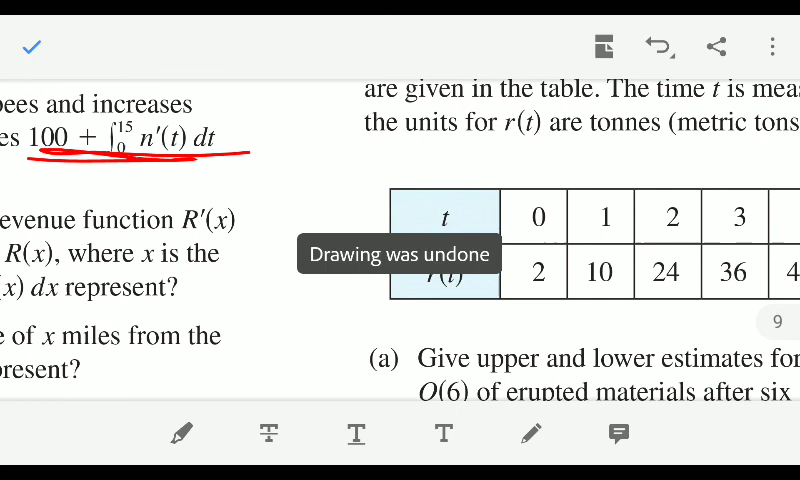 bees and increases
es 100 + ∫₀¹⁵ n′(t) dt
evenue function R′(x)
R(x), where x is the
(x) dx represent?
e of x miles from the
present?
are given in the table. The time t is mea
the units for r(t) are tonnes (metric tons
t 0 1 2 3
r(t) 2 10 24 36 4
Drawing was undone
9
(a) Give upper and lower estimates for
Q(6) of erupted materials after six
T T T